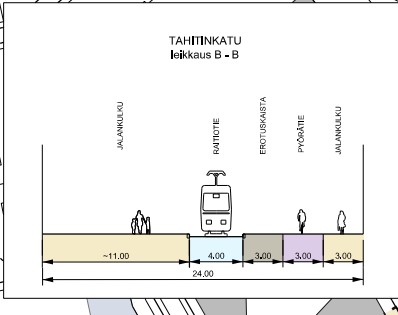 TAHITINKATU
leikkaus B - B
JALANKULKU
RAITIOTIE
EROTUSKAISTA
PYÖRÄTIE
JALANKULKU
~11.00
4.00
3.00
3.00
3.00
24.00